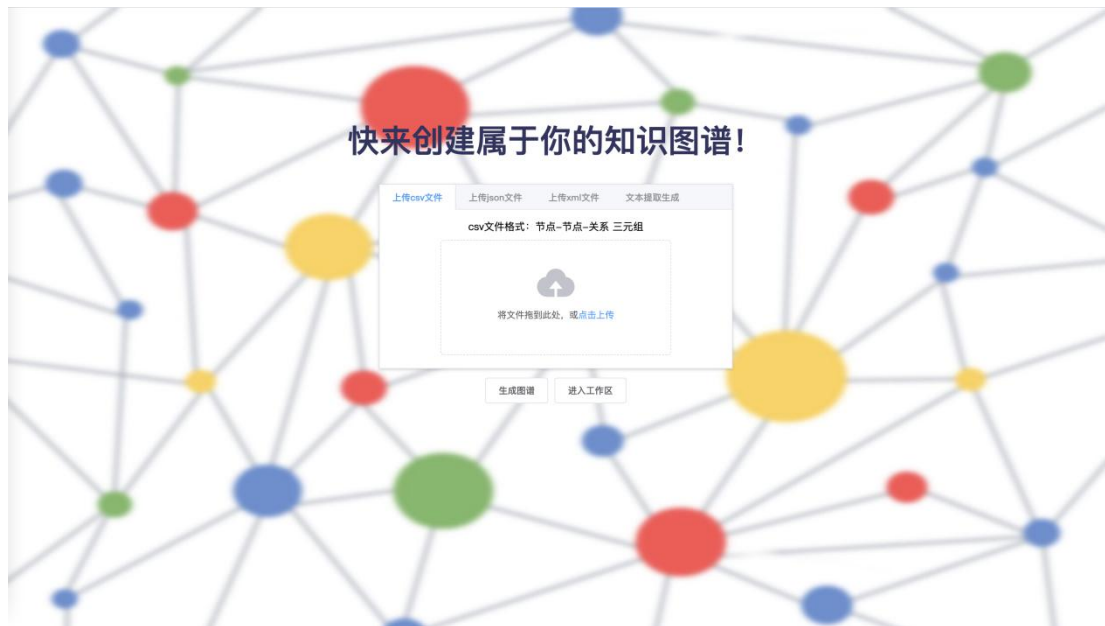 快来创建属于你的知识图谱!
上传csv文件 上传json文件 上传xml文件 文本提取生成
csv文件格式：节点-节点-关系 三元组
将文件拖到此处，或点击上传
生成图谱 进入工作区